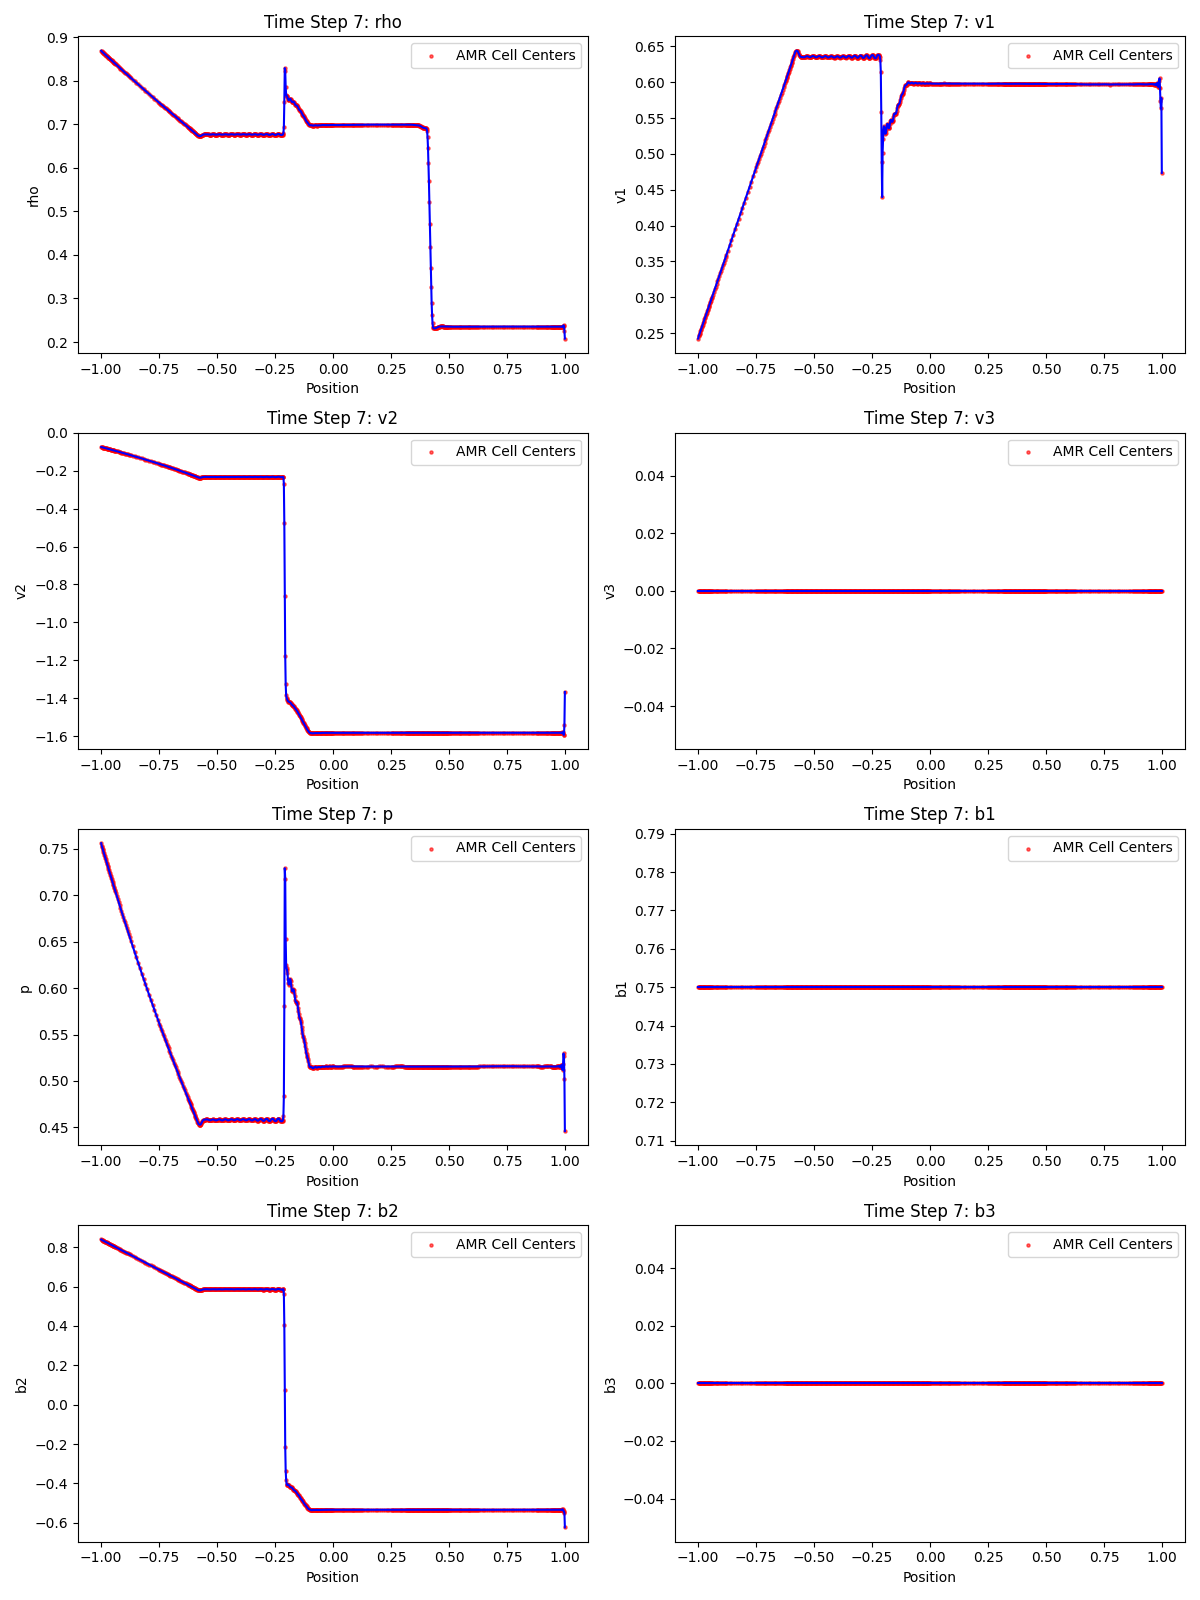 Time Step 7: rho
AMR Cell Centers
rho
0.9
0.8
0.7
0.6
0.5
0.4
0.3
0.2
−1.00 −0.75 −0.50 −0.25 0.00 0.25 0.50 0.75 1.00
Position
Time Step 7: v1
AMR Cell Centers
v1
0.65
0.60
0.55
0.50
0.45
0.40
0.35
0.30
0.25
−1.00 −0.75 −0.50 −0.25 0.00 0.25 0.50 0.75 1.00
Position
Time Step 7: v2
AMR Cell Centers
v2
0.0
−0.2
−0.4
−0.6
−0.8
−1.0
−1.2
−1.4
−1.6
−1.00 −0.75 −0.50 −0.25 0.00 0.25 0.50 0.75 1.00
Position
Time Step 7: v3
AMR Cell Centers
v3
0.04
0.02
0.00
−0.02
−0.04
−1.00 −0.75 −0.50 −0.25 0.00 0.25 0.50 0.75 1.00
Position
Time Step 7: p
AMR Cell Centers
p
0.75
0.70
0.65
0.60
0.55
0.50
0.45
−1.00 −0.75 −0.50 −0.25 0.00 0.25 0.50 0.75 1.00
Position
Time Step 7: b1
AMR Cell Centers
b1
0.79
0.78
0.77
0.76
0.75
0.74
0.73
0.72
0.71
−1.00 −0.75 −0.50 −0.25 0.00 0.25 0.50 0.75 1.00
Position
Time Step 7: b2
AMR Cell Centers
b2
0.8
0.6
0.4
0.2
0.0
−0.2
−0.4
−0.6
−1.00 −0.75 −0.50 −0.25 0.00 0.25 0.50 0.75 1.00
Position
Time Step 7: b3
AMR Cell Centers
b3
0.04
0.02
0.00
−0.02
−0.04
−1.00 −0.75 −0.50 −0.25 0.00 0.25 0.50 0.75 1.00
Position